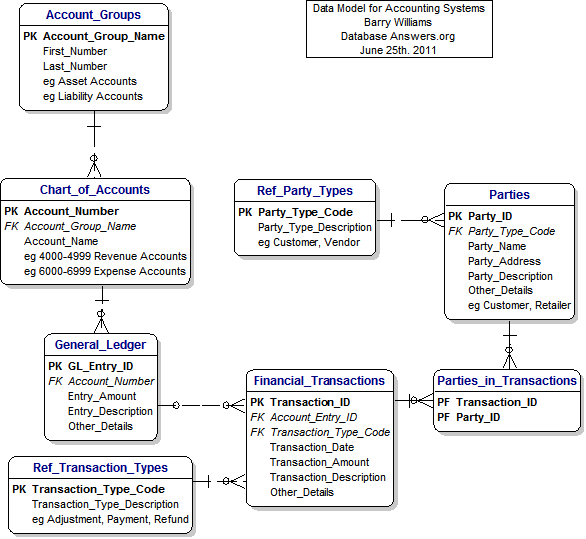 Data Model for Accounting Systems
Barry Williams
Database Answers.org
June 25th. 2011
Account_Groups
PK Account_Group_Name
First_Number
Last_Number
eg Asset Accounts
eg Liability Accounts
Chart_of_Accounts
PK Account_Number
FK Account_Group_Name
Account_Name
eg 4000-4999 Revenue Accounts
eg 6000-6999 Expense Accounts
Ref_Party_Types
PK Party_Type_Code
Party_Type_Description
eg Customer, Vendor
Parties
PK Party_ID
FK Party_Type_Code
Party_Name
Party_Address
Party_Description
Other_Details
eg Customer, Retailer
General_Ledger
PK GL_Entry_ID
FK Account_Number
Entry_Amount
Entry_Description
Other_Details
Financial_Transactions
PK Transaction_ID
FK Account_Entry_ID
FK Transaction_Type_Code
Transaction_Date
Transaction_Amount
Transaction_Description
Other_Details
Parties_in_Transactions
PF Transaction_ID
PF Party_ID
Ref_Transaction_Types
PK Transaction_Type_Code
Transaction_Type_Description
eg Adjustment, Payment, Refund